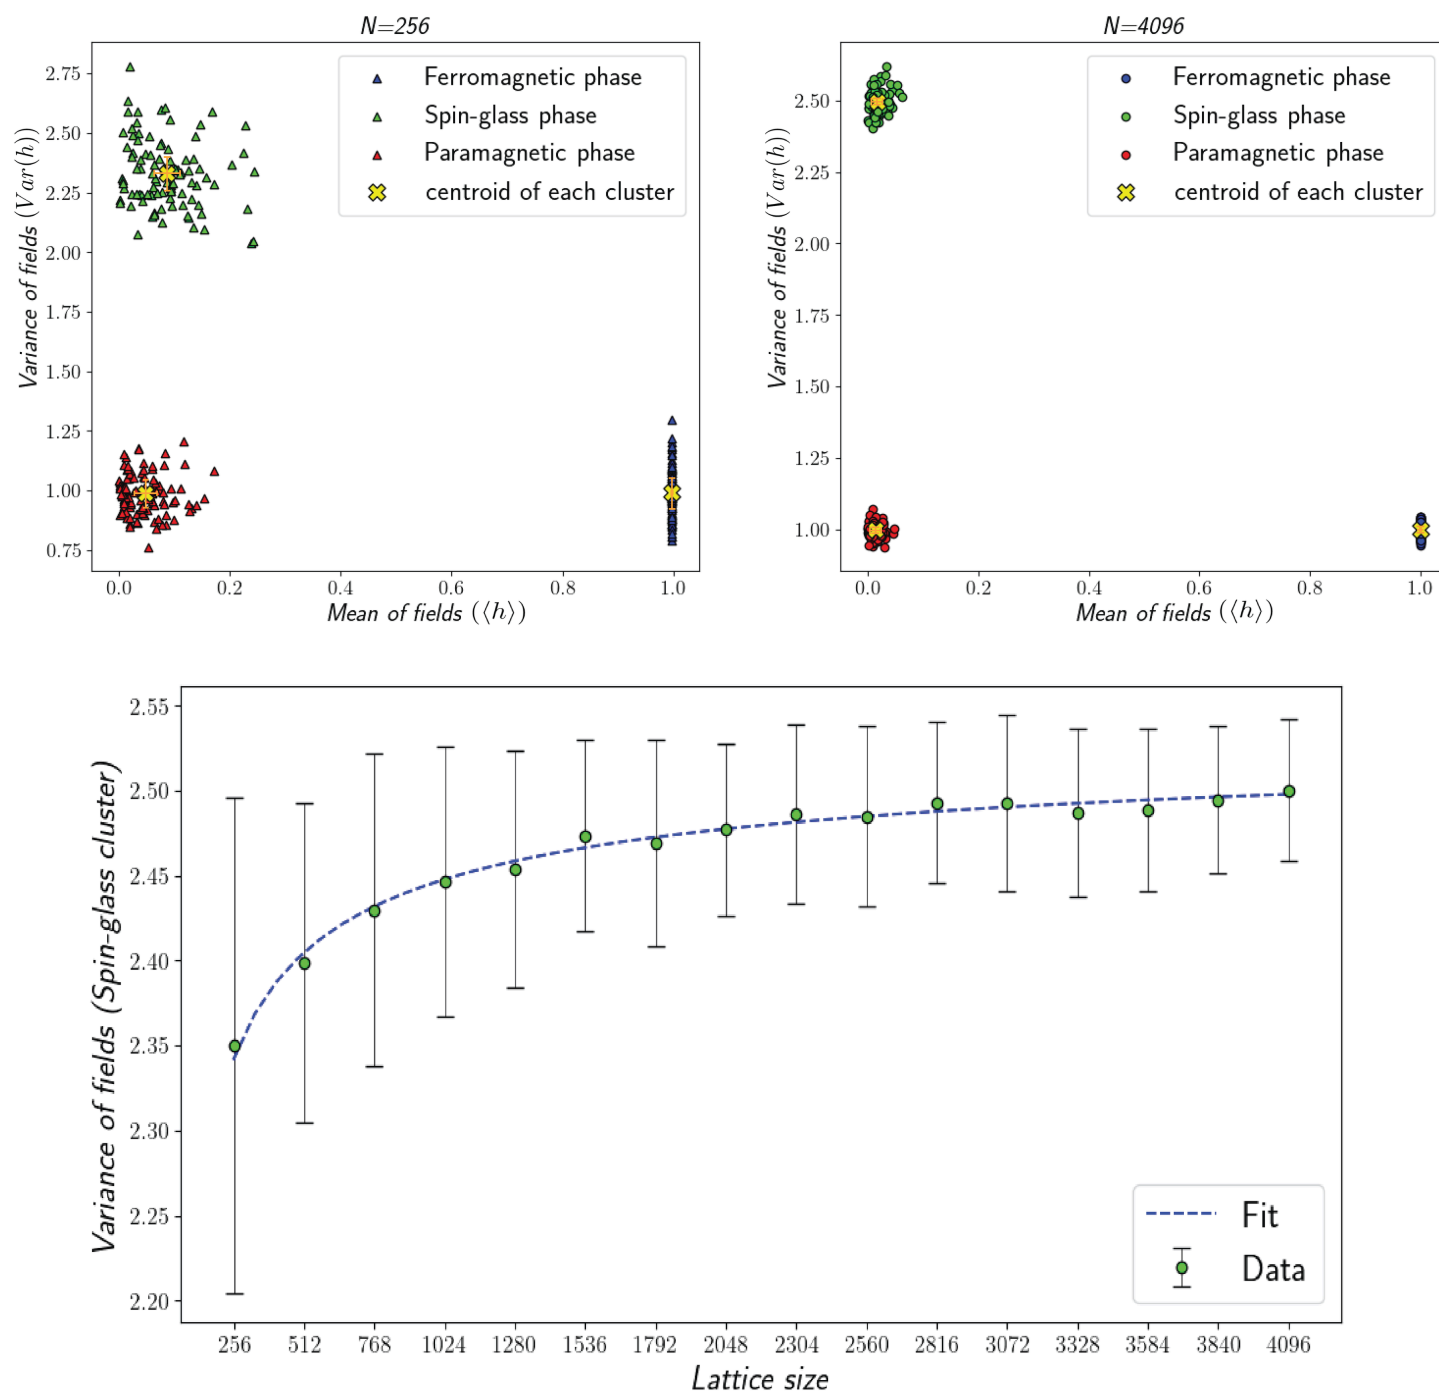 N=256
2.75
2.50
2.25
2.00
1.75
1.50
1.25
1.00
0.75
Variance of fields (Var(h))
Ferromagnetic phase
Spin-glass phase
Paramagnetic phase
centroid of each cluster
0.0 0.2 0.4 0.6 0.8 1.0
Mean of fields (⟨h⟩)
N=4096
2.50
2.25
2.00
1.75
1.50
1.25
1.00
Variance of fields (Var(h))
Ferromagnetic phase
Spin-glass phase
Paramagnetic phase
centroid of each cluster
0.0 0.2 0.4 0.6 0.8 1.0
Mean of fields (⟨h⟩)
2.55
2.50
2.45
2.40
2.35
2.30
2.25
2.20
Variance of fields (Spin-glass cluster)
Fit
Data
256 512 768 1024 1280 1536 1792 2048 2304 2560 2816 3072 3328 3584 3840 4096
Lattice size